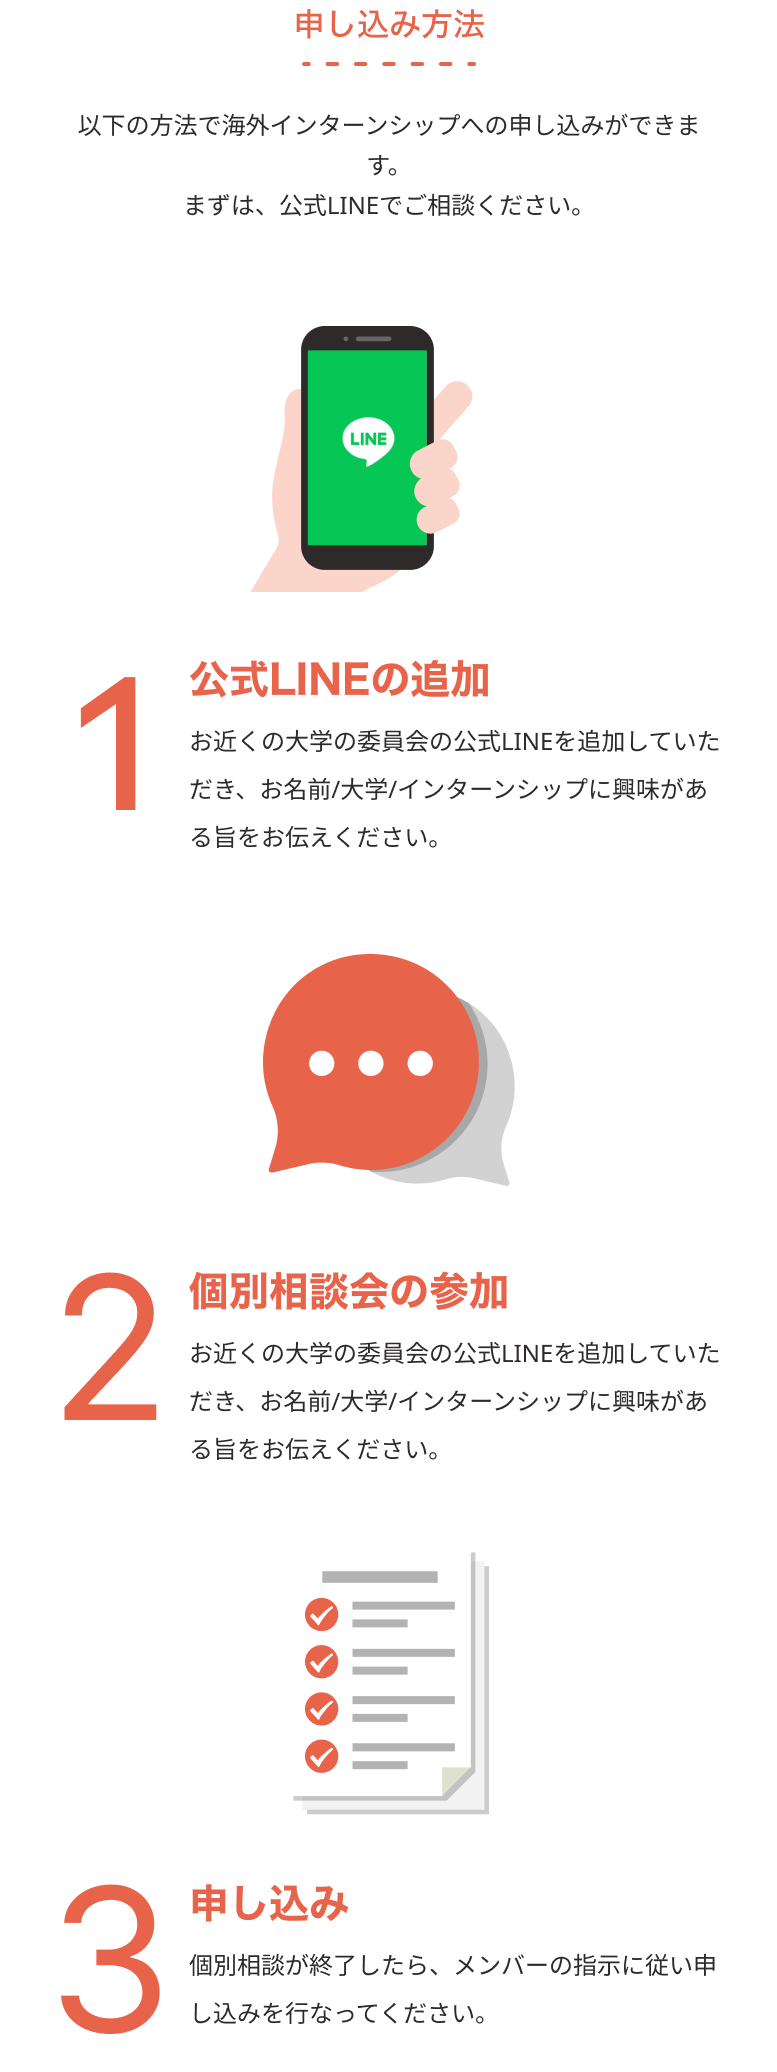 申し込み方法
以下の方法で海外インターンシップへの申し込みができま
す。
まずは、公式LINEでご相談ください。
LINE
1
公式LINEの追加
お近くの大学の委員会の公式LINEを追加していた
だき、お名前/大学/インターンシップに興味があ
る旨をお伝えください。
2
個別相談会の参加
お近くの大学の委員会の公式LINEを追加していた
だき、お名前/大学/インターンシップに興味があ
る旨をお伝えください。
3
申し込み
個別相談が終了したら、メンバーの指示に従い申
し込みを行なってください。